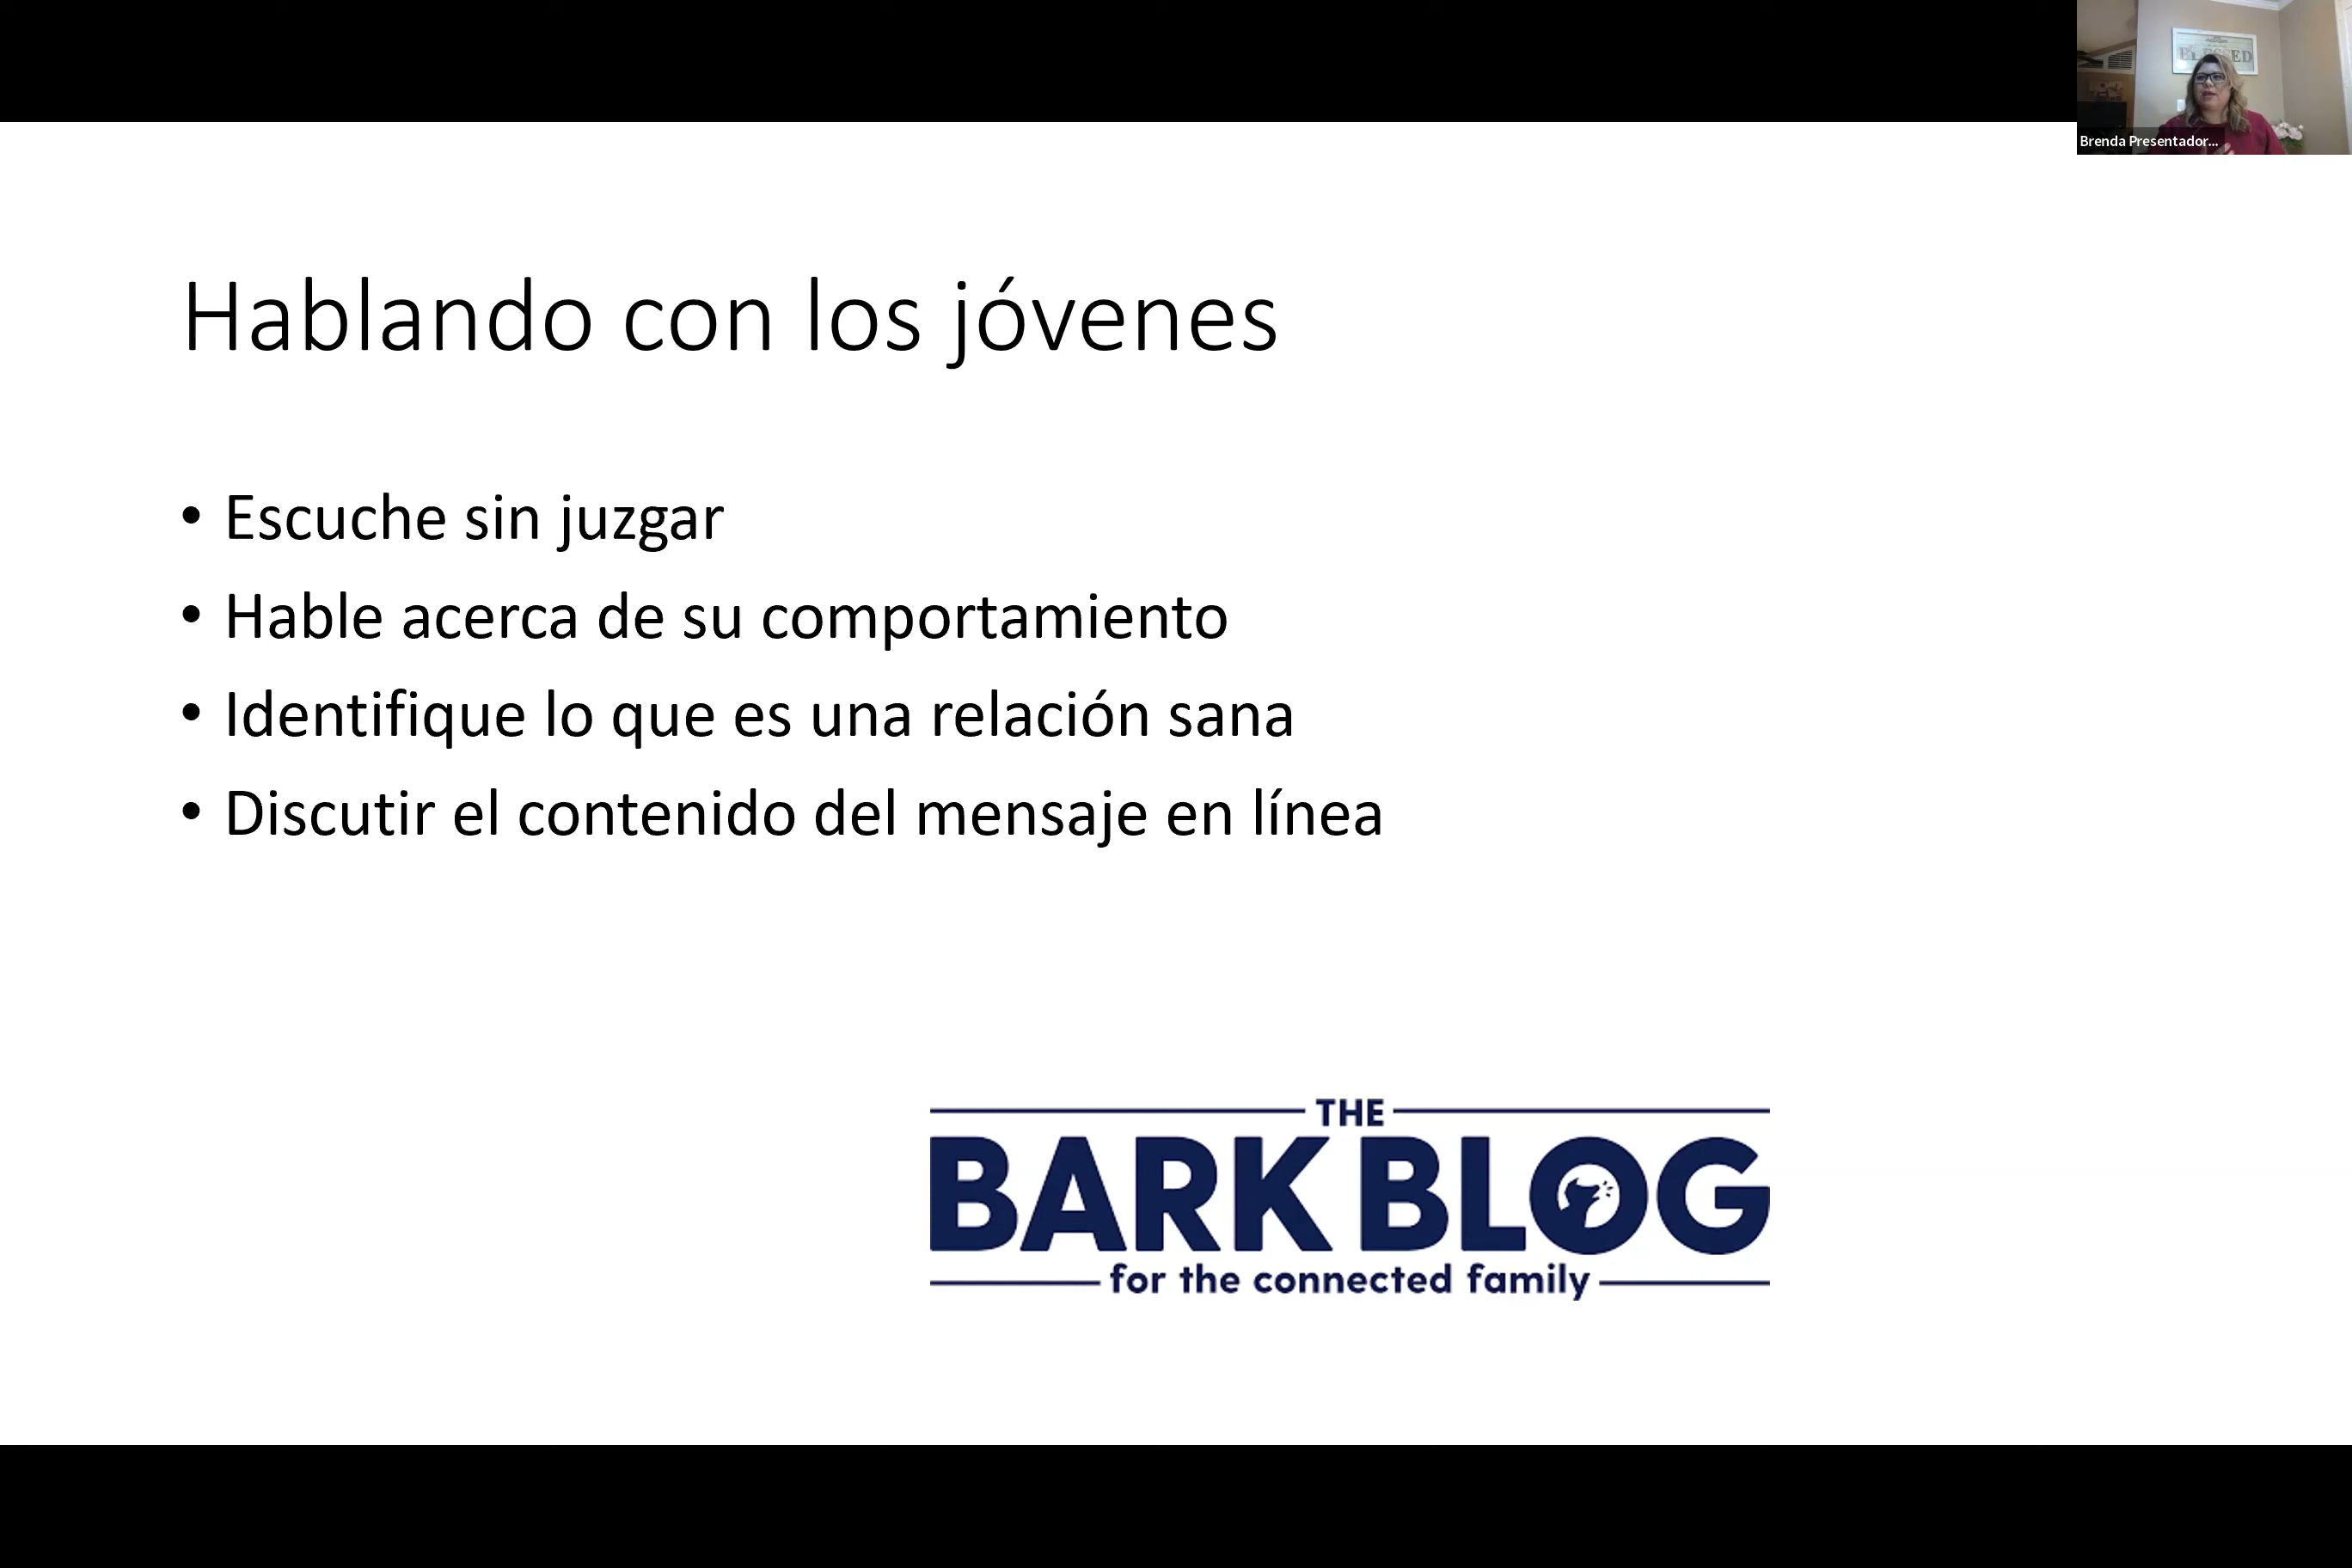 BLESSED
Brenda Presentador...
Hablando con los jóvenes
• Escuche sin juzgar
• Hable acerca de su comportamiento
• Identifique lo que es una relación sana
• Discutir el contenido del mensaje en línea
THE
BARK BLOG
for the connected family